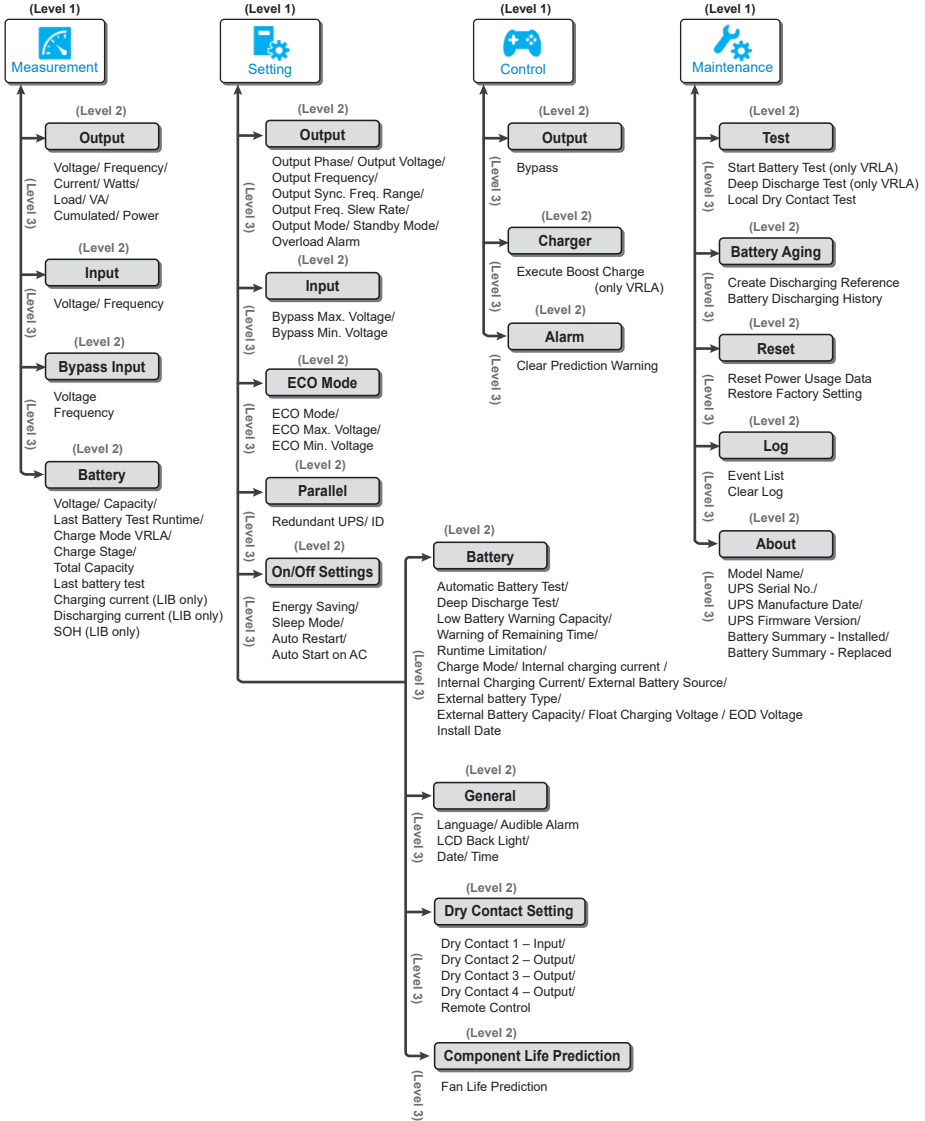 (Level 1)
Measurement
(Level 2)
Output
(Level 3)
Voltage/ Frequency/
Current/ Watts/
Load/ VA/
Cumulated/ Power
(Level 2)
Input
(Level 3)
Voltage/ Frequency
(Level 2)
Bypass Input
(Level 3)
Voltage
Frequency
(Level 2)
Battery
Voltage/ Capacity/
Last Battery Test Runtime/
Charge Mode VRLA/
Charge Stage/
Total Capacity
Last battery test
Charging current (LIB only)
Discharging current (LIB only)
SOH (LIB only)
(Level 1)
Setting
(Level 2)
Output
(Level 3)
Output Phase/ Output Voltage/
Output Frequency/
Output Sync. Freq. Range/
Output Freq. Slew Rate/
Output Mode/ Standby Mode/
Overload Alarm
(Level 2)
Input
(Level 3)
Bypass Max. Voltage/
Bypass Min. Voltage
(Level 2)
ECO Mode
(Level 3)
ECO Mode/
ECO Max. Voltage/
ECO Min. Voltage
(Level 2)
Parallel
(Level 3)
Redundant UPS/ ID
(Level 2)
On/Off Settings
(Level 3)
Energy Saving/
Sleep Mode/
Auto Restart/
Auto Start on AC
(Level 2)
Battery
(Level 3)
Automatic Battery Test/
Deep Discharge Test/
Low Battery Warning Capacity/
Warning of Remaining Time/
Runtime Limitation/
Charge Mode/ Internal charging current /
Internal Charging Current/ External Battery Source/
External battery Type/
External Battery Capacity/ Float Charging Voltage / EOD Voltage
Install Date
(Level 2)
General
(Level 3)
Language/ Audible Alarm
LCD Back Light/
Date/ Time
(Level 2)
Dry Contact Setting
(Level 3)
Dry Contact 1 – Input/
Dry Contact 2 – Output/
Dry Contact 3 – Output/
Dry Contact 4 – Output/
Remote Control
(Level 2)
Component Life Prediction
(Level 3)
Fan Life Prediction
(Level 1)
Control
(Level 2)
Output
(Level 3)
Bypass
(Level 2)
Charger
(Level 3)
Execute Boost Charge
(only VRLA)
(Level 2)
Alarm
(Level 3)
Clear Prediction Warning
(Level 1)
Maintenance
(Level 2)
Test
(Level 3)
Start Battery Test (only VRLA)
Deep Discharge Test (only VRLA)
Local Dry Contact Test
(Level 2)
Battery Aging
(Level 3)
Create Discharging Reference
Battery Discharging History
(Level 2)
Reset
(Level 3)
Reset Power Usage Data
Restore Factory Setting
(Level 2)
Log
(Level 3)
Event List
Clear Log
(Level 2)
About
(Level 3)
Model Name/
UPS Serial No./
UPS Manufacture Date/
UPS Firmware Version/
Battery Summary - Installed/
Battery Summary - Replaced